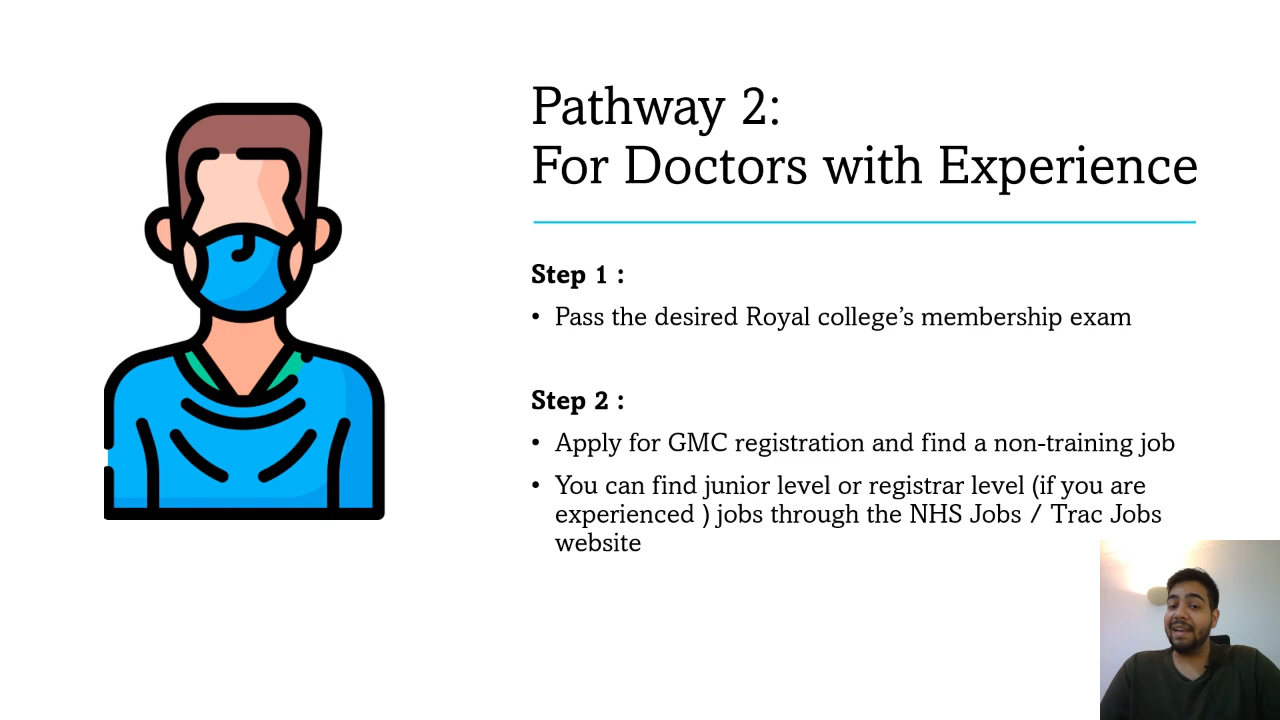 Pathway 2:
For Doctors with Experience
Step 1 :
• Pass the desired Royal college’s membership exam
Step 2 :
• Apply for GMC registration and find a non-training job
• You can find junior level or registrar level (if you are
experienced ) jobs through the NHS Jobs / Trac Jobs
website